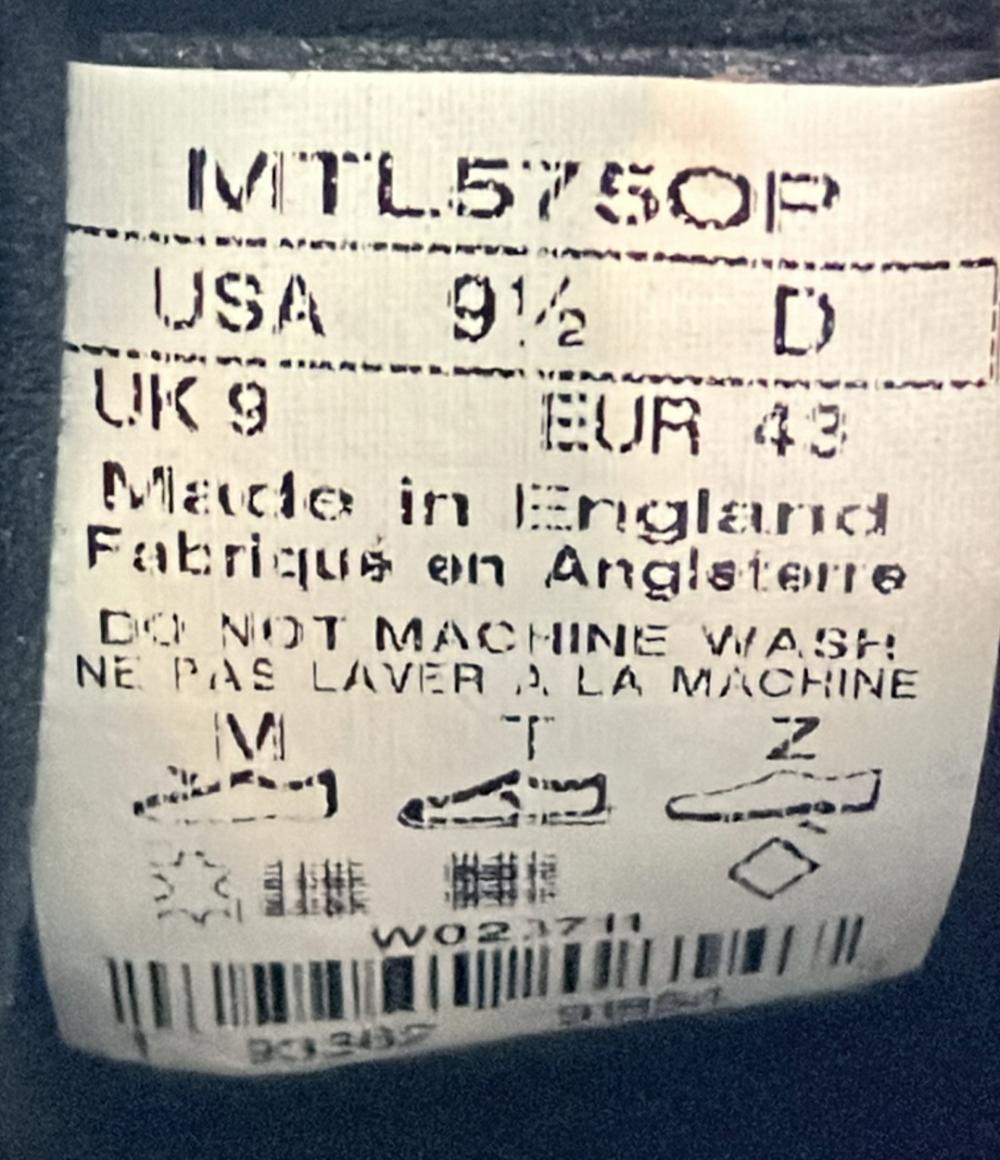 MTL575OP
USA 9½ D
UK 9 EUR 43
Made in England
Fabriqué en Angleterre
DO NOT MACHINE WASH
NE PAS LAVER À LA MACHINE
M T Z